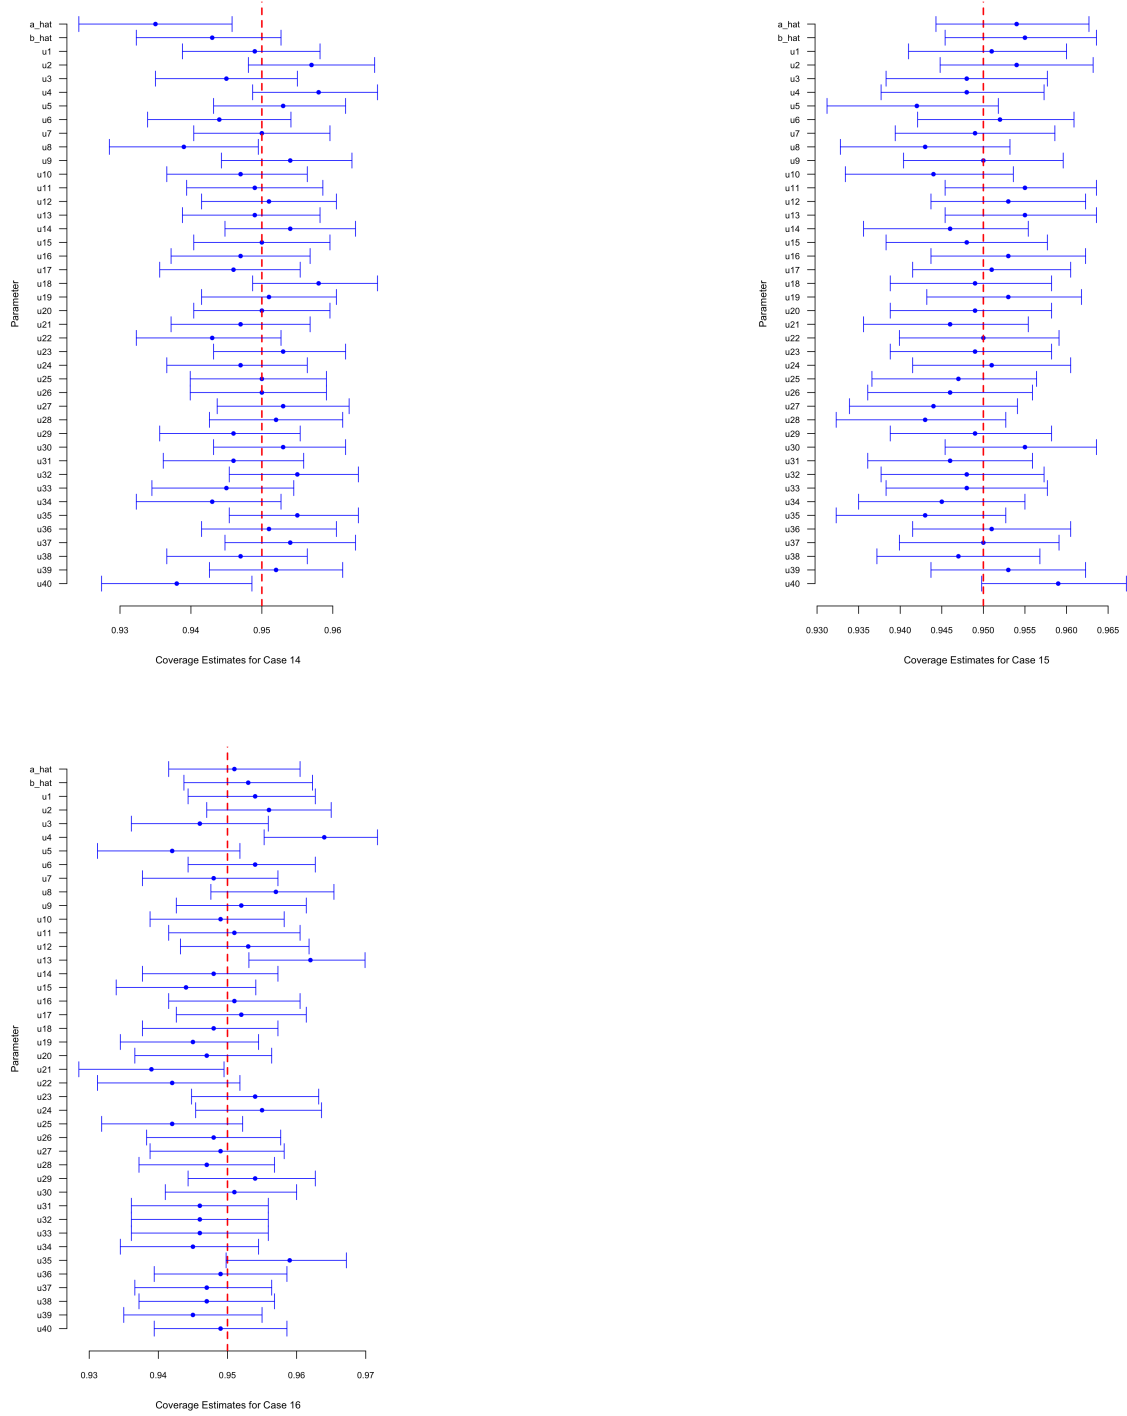 a_hat
b_hat
u1
u2
u3
u4
u5
u6
u7
u8
u9
u10
u11
u12
u13
u14
u15
u16
u17
u18
u19
u20
u21
u22
u23
u24
u25
u26
u27
u28
u29
u30
u31
u32
u33
u34
u35
u36
u37
u38
u39
u40
Parameter
0.93 0.94 0.95 0.96
Coverage Estimates for Case 14
a_hat
b_hat
u1
u2
u3
u4
u5
u6
u7
u8
u9
u10
u11
u12
u13
u14
u15
u16
u17
u18
u19
u20
u21
u22
u23
u24
u25
u26
u27
u28
u29
u30
u31
u32
u33
u34
u35
u36
u37
u38
u39
u40
Parameter
0.930 0.935 0.940 0.945 0.950 0.955 0.960 0.965
Coverage Estimates for Case 15
a_hat
b_hat
u1
u2
u3
u4
u5
u6
u7
u8
u9
u10
u11
u12
u13
u14
u15
u16
u17
u18
u19
u20
u21
u22
u23
u24
u25
u26
u27
u28
u29
u30
u31
u32
u33
u34
u35
u36
u37
u38
u39
u40
Parameter
0.93 0.94 0.95 0.96 0.97
Coverage Estimates for Case 16